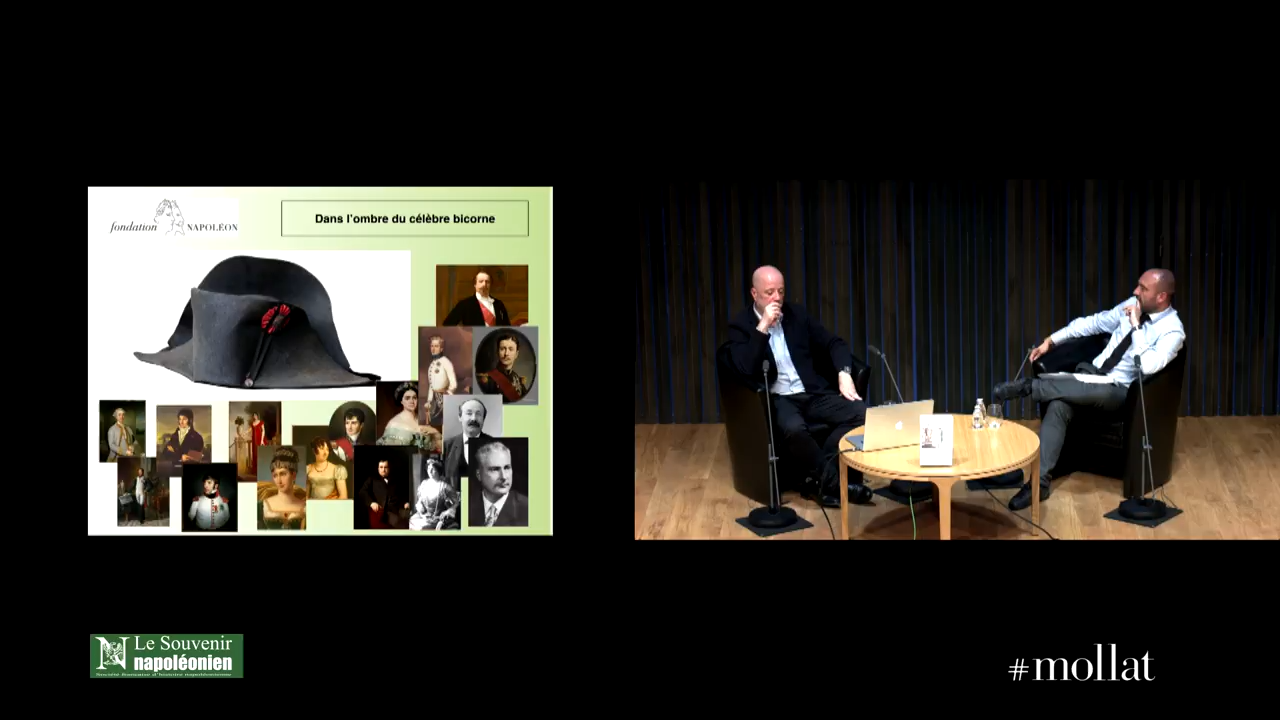 fondation NAPOLÉON
Dans l'ombre du célèbre bicorne
N Le Souvenir
napoléonien
#mollat